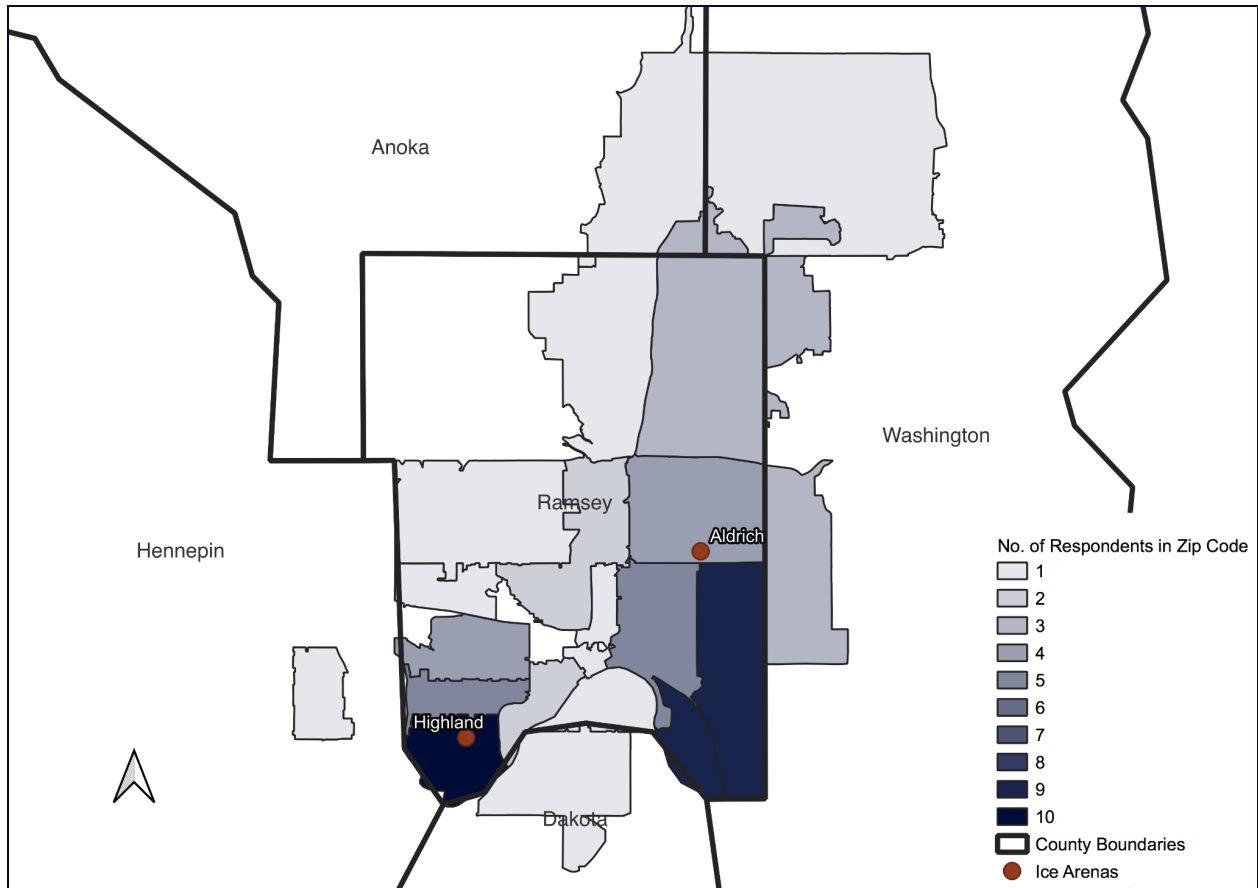 Anoka
Washington
Ramsey
Aldrich
Hennepin
Highland
Dakota
No. of Respondents in Zip Code
1
2
3
4
5
6
7
8
9
10
County Boundaries
Ice Arenas